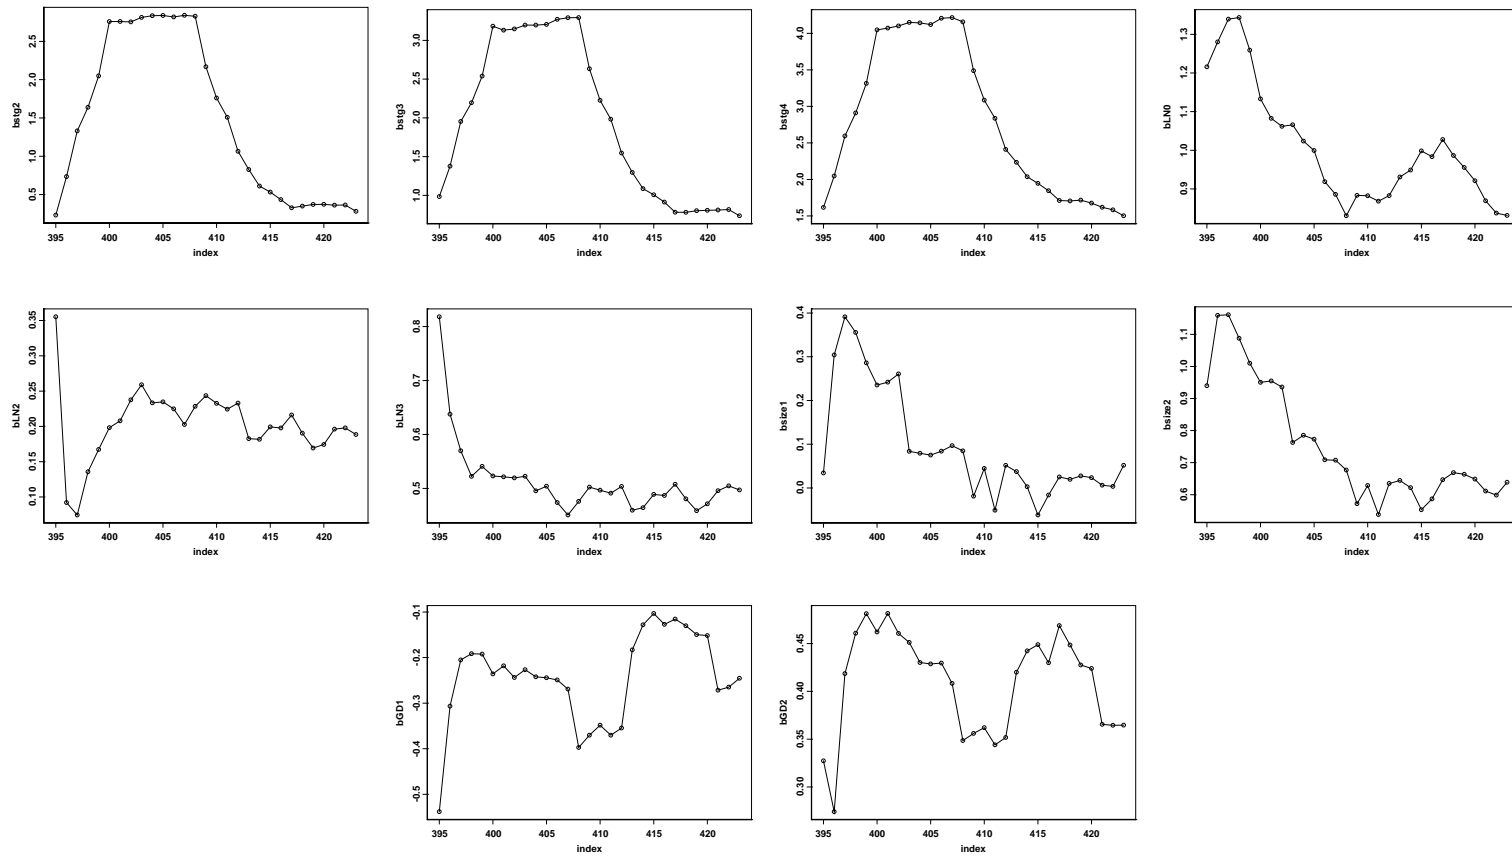 bstg2
2.5
2.0
1.5
1.0
0.5
395 400 405 410 415 420
index
bstg3
3.0
2.5
2.0
1.5
1.0
395 400 405 410 415 420
index
bstg4
4.0
3.5
3.0
2.5
2.0
1.5
395 400 405 410 415 420
index
bLN0
1.3
1.2
1.1
1.0
0.9
395 400 405 410 415 420
index
bLN2
0.35
0.30
0.25
0.20
0.15
0.10
395 400 405 410 415 420
index
bLN3
0.8
0.7
0.6
0.5
395 400 405 410 415 420
index
bsize1
0.4
0.3
0.2
0.1
0.0
395 400 405 410 415 420
index
bsize2
1.1
1.0
0.9
0.8
0.7
0.6
395 400 405 410 415 420
index
bGD1
-0.1
-0.2
-0.3
-0.4
-0.5
395 400 405 410 415 420
index
bGD2
0.45
0.40
0.35
0.30
395 400 405 410 415 420
index